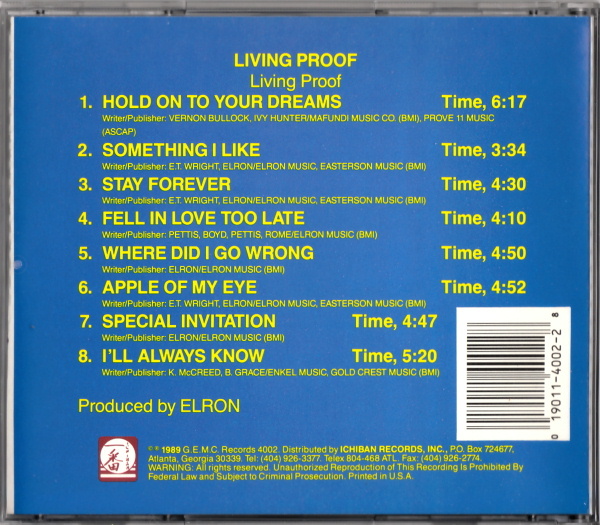 LIVING PROOF
Living Proof
1. HOLD ON TO YOUR DREAMS Time, 6:17
Writer/Publisher: VERNON BULLOCK, IVY HUNTER/MAFUNDI MUSIC CO. (BMI), PROVE 11 MUSIC
(ASCAP)
2. SOMETHING I LIKE Time, 3:34
Writer/Publisher: E.T. WRIGHT, ELRON/ELRON MUSIC, EASTERSON MUSIC (BMI)
3. STAY FOREVER Time, 4:30
Writer/Publisher: E.T. WRIGHT, ELRON/ELRON MUSIC, EASTERSON MUSIC (BMI)
4. FELL IN LOVE TOO LATE Time, 4:10
Writer/Publisher: PETTIS, BOYD, PETTIS, ROME/ELRON MUSIC (BMI)
5. WHERE DID I GO WRONG Time, 4:50
Writer/Publisher: ELRON/ELRON MUSIC (BMI)
6. APPLE OF MY EYE Time, 4:52
Writer/Publisher: E.T. WRIGHT, ELRON/ELRON MUSIC, EASTERSON MUSIC (BMI)
7. SPECIAL INVITATION Time, 4:47
Writer/Publisher: ELRON/ELRON MUSIC (BMI)
8. I'LL ALWAYS KNOW Time, 5:20
Writer/Publisher: K. McCREED, B. GRACE/ENKEL MUSIC, GOLD CREST MUSIC (BMI)
0 19011-4002-2 8
Produced by ELRON
番
© ℗ 1989 G.E.M.C. Records 4002. Distributed by ICHIBAN RECORDS, INC., P.O. Box 724677,
Atlanta, Georgia 30339. Tel: (404) 926-3377. Telex 804-468 ATL. Fax: (404) 926-2774.
WARNING: All rights reserved. Unauthorized Reproduction of This Recording Is Prohibited By
Federal Law and Subject to Criminal Prosecution. Printed in U.S.A.